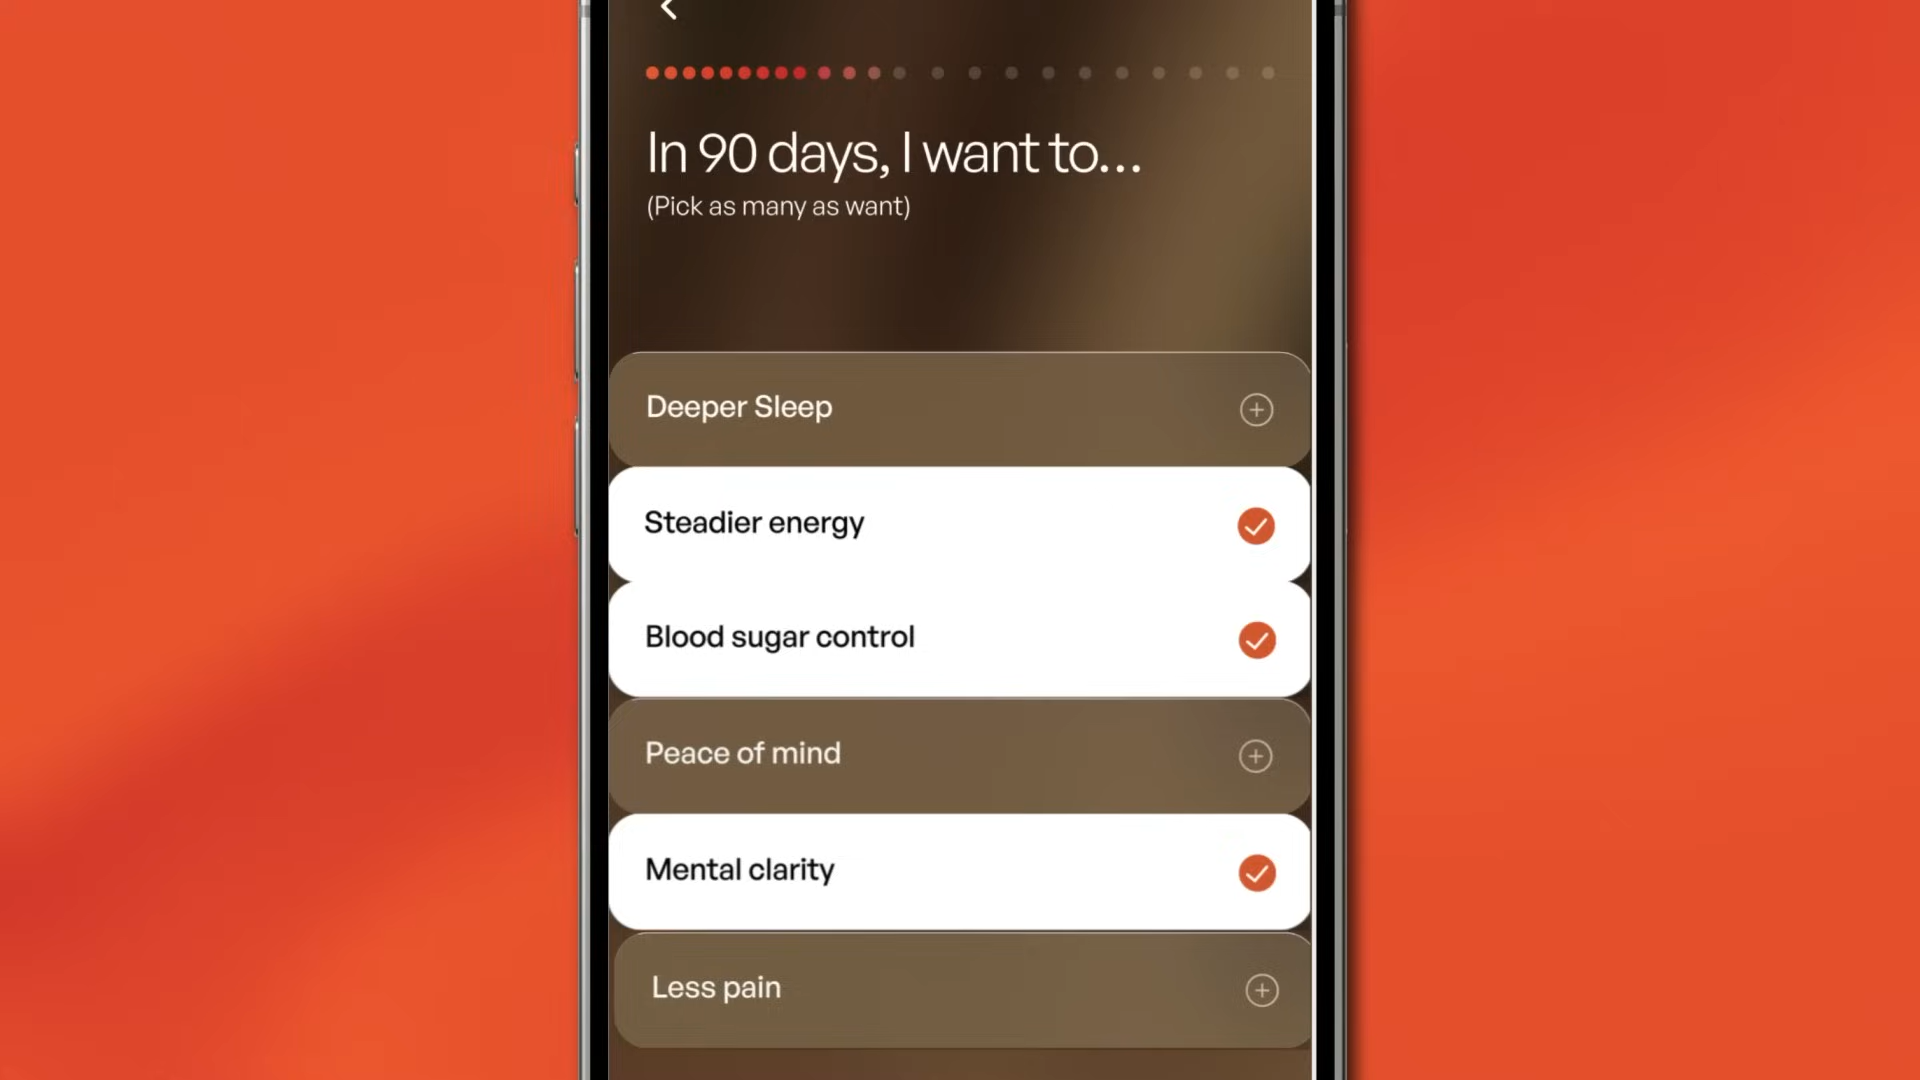 In 90 days, I want to...
(Pick as many as want)
Deeper Sleep
Steadier energy
Blood sugar control
Peace of mind
Mental clarity
Less pain